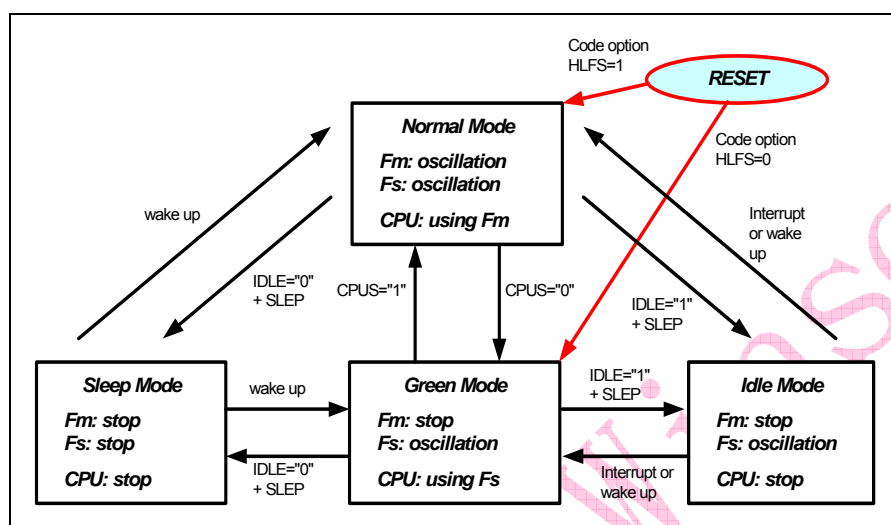 Code option
HLFS=1
RESET
Normal Mode
Fm: oscillation
Fs: oscillation
CPU: using Fm
Code option
HLFS=0
wake up
Interrupt
or wake
up
IDLE="0"
+ SLEP
CPUS="1"
CPUS="0"
IDLE="1"
+ SLEP
Sleep Mode
Fm: stop
Fs: stop
CPU: stop
wake up
IDLE="0"
+ SLEP
Green Mode
Fm: stop
Fs: oscillation
CPU: using Fs
IDLE="1"
+ SLEP
Interrupt or
wake up
Idle Mode
Fm: stop
Fs: oscillation
CPU: stop